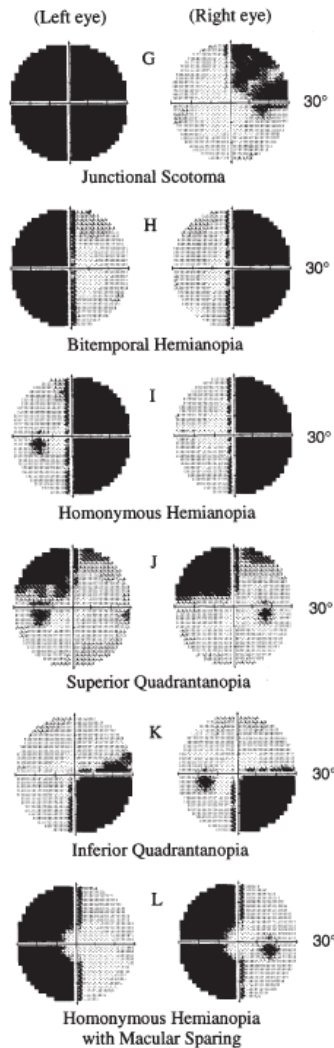 (Left eye) (Right eye)
G
30°
Junctional Scotoma
H
Bitemporal Hemianopia
I
30°
Homonymous Hemianopia
J
30°
Superior Quadrantanopia
K
30°
Inferior Quadrantanopia
L
30°
Homonymous Hemianopia
with Macular Sparing